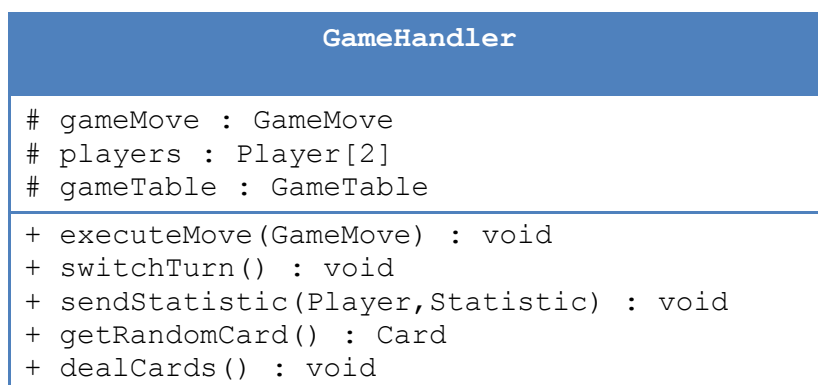 GameHandler
# gameMove : GameMove
# players : Player[2]
# gameTable : GameTable
+ executeMove(GameMove) : void
+ switchTurn() : void
+ sendStatistic(Player,Statistic) : void
+ getRandomCard() : Card
+ dealCards() : void